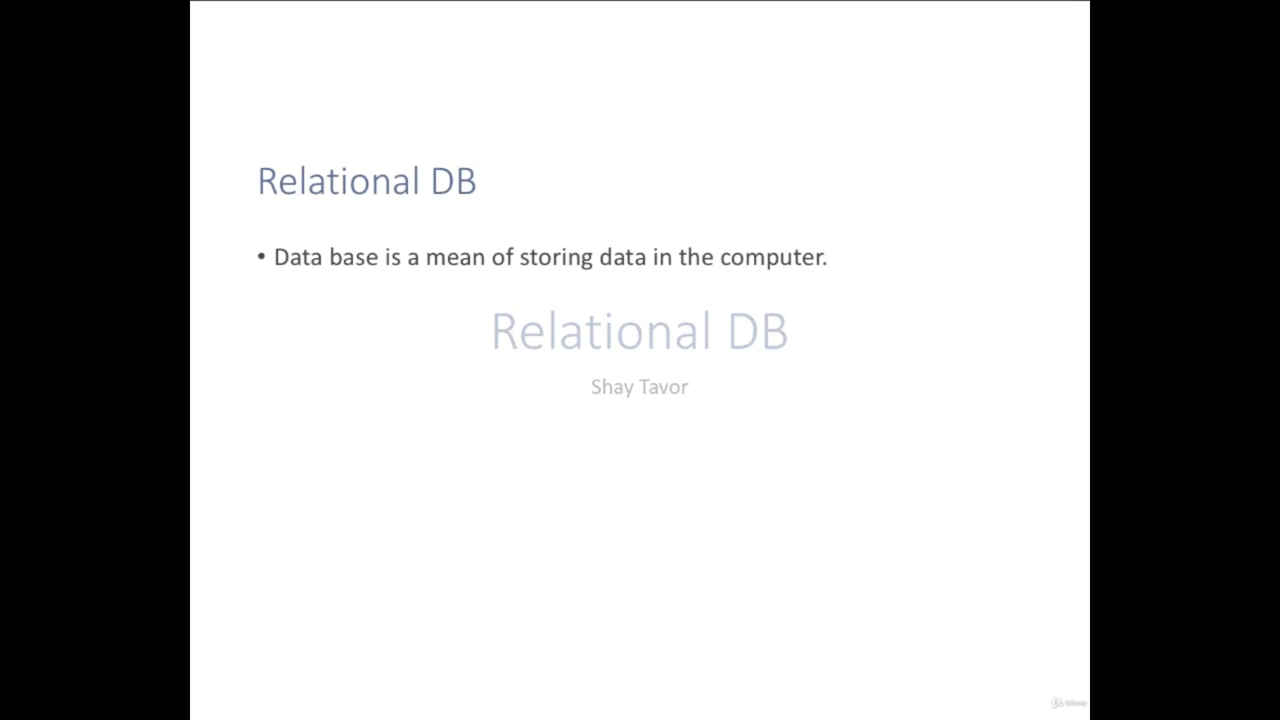 Relational DB
• Data base is a mean of storing data in the computer.
Relational DB
Shay Tavor